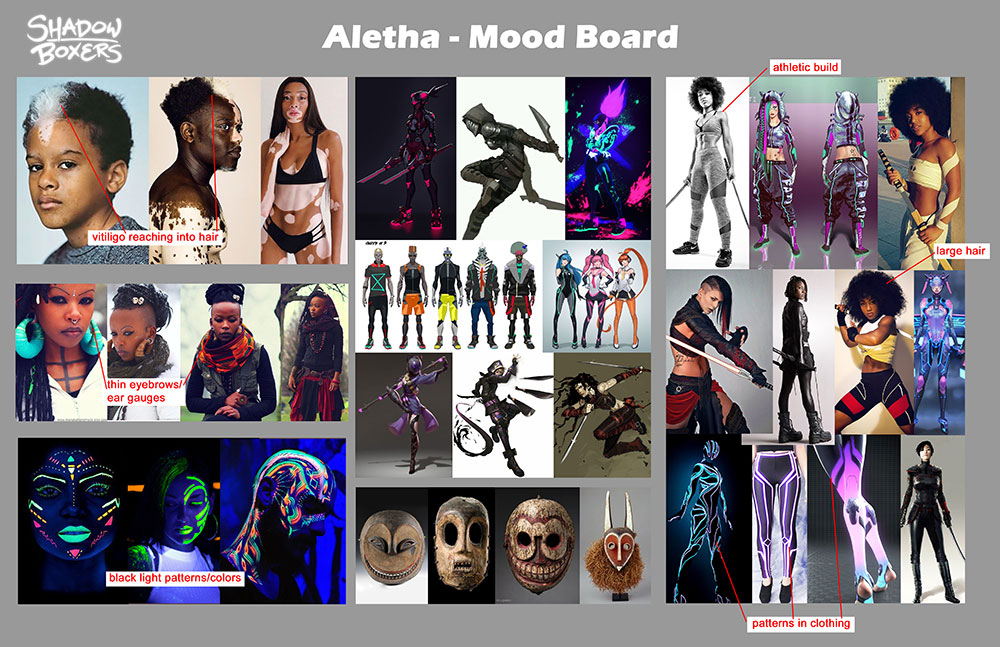 SHADOW
BOXERS
Aletha - Mood Board
athletic build
vitiligo reaching into hair
large hair
thin eyebrows/
ear gauges
black light patterns/colors
patterns in clothing